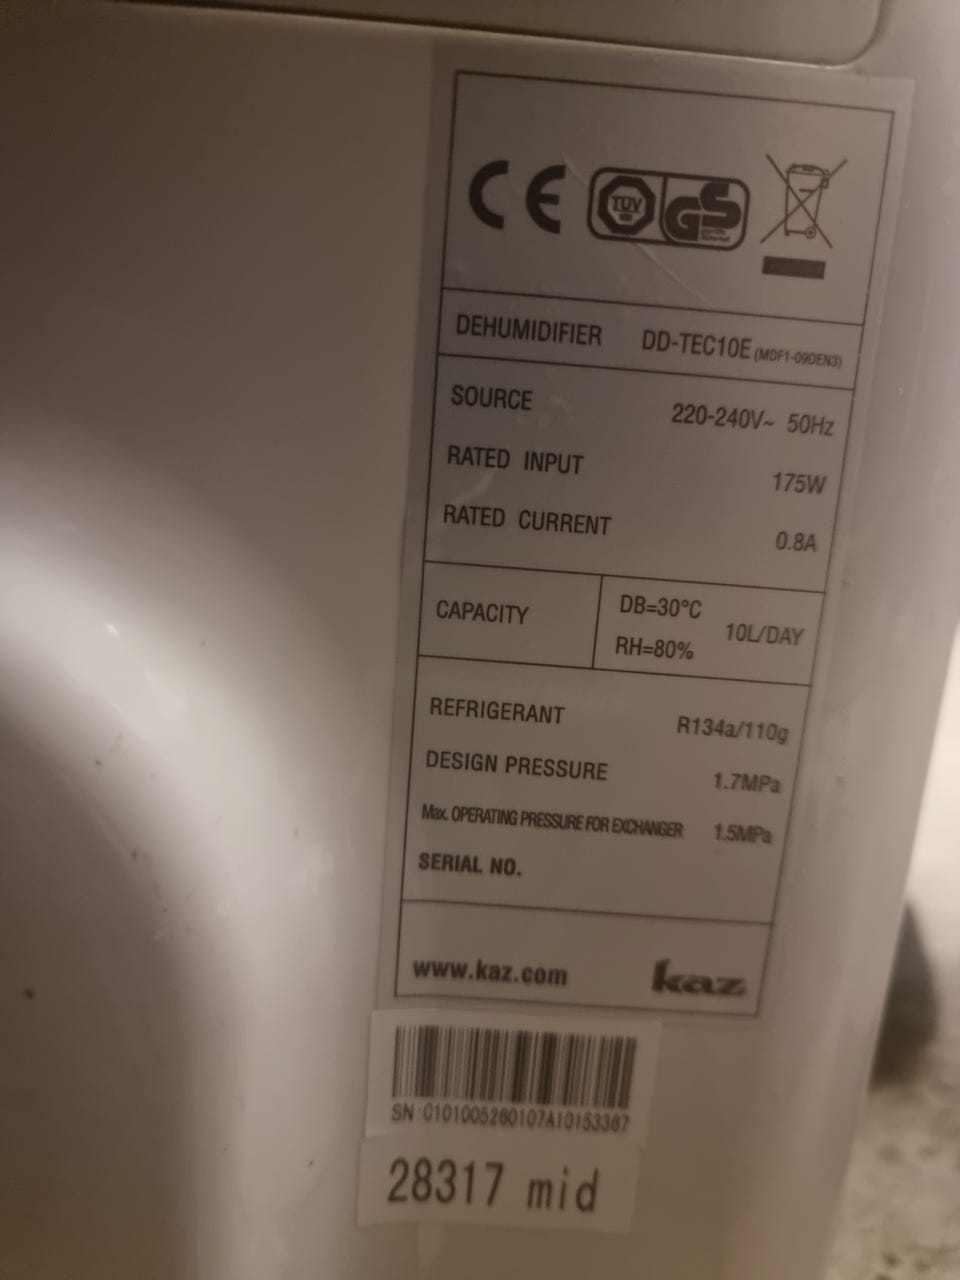 CE TÜV GS
DEHUMIDIFIER DD-TEC10E (MDF1-09DEN3)
SOURCE 220-240V~ 50Hz
RATED INPUT 175W
RATED CURRENT 0.8A
CAPACITY DB=30°C RH=80% 10L/DAY
REFRIGERANT R134a/110g
DESIGN PRESSURE 1.7MPa
Max. OPERATING PRESSURE FOR EXCHANGER 1.5MPa
SERIAL NO.
www.kaz.com kaz
SN:C101005260107A10153367
28317 mid